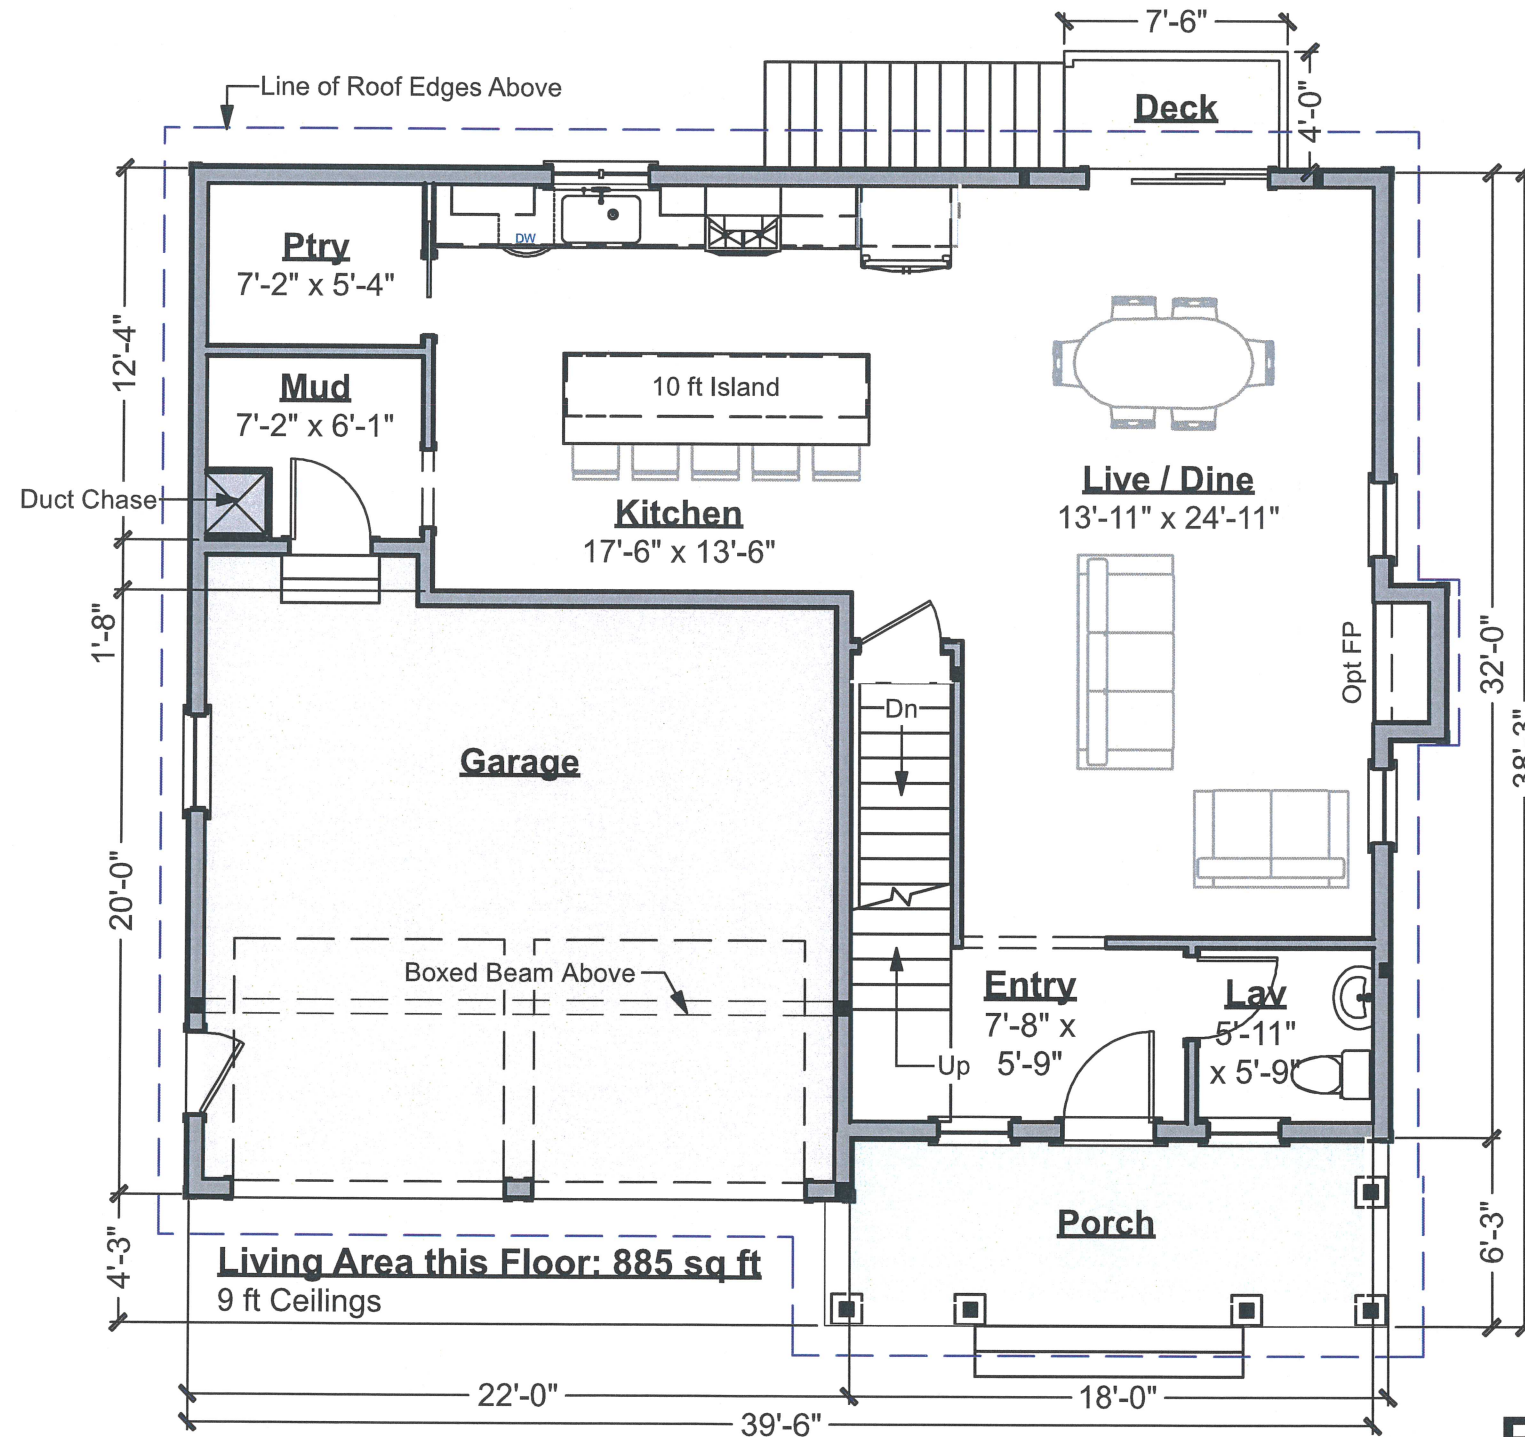 7'-6"
Line of Roof Edges Above
Deck
4'-0"
Ptry
7'-2" x 5'-4"
DW
12'-4"
Mud
7'-2" x 6'-1"
10 ft Island
Duct Chase
Live / Dine
13'-11" x 24'-11"
Kitchen
17'-6" x 13'-6"
1'-8"
Opt FP
32'-0"
38'-3"
Dn
Garage
20'-0"
Boxed Beam Above
Entry
7'-8" x
5'-9"
Lav
5'-11"
x 5'-9"
Up
Porch
6'-3"
4'-3"
Living Area this Floor: 885 sq ft
9 ft Ceilings
22'-0"
18'-0"
39'-6"